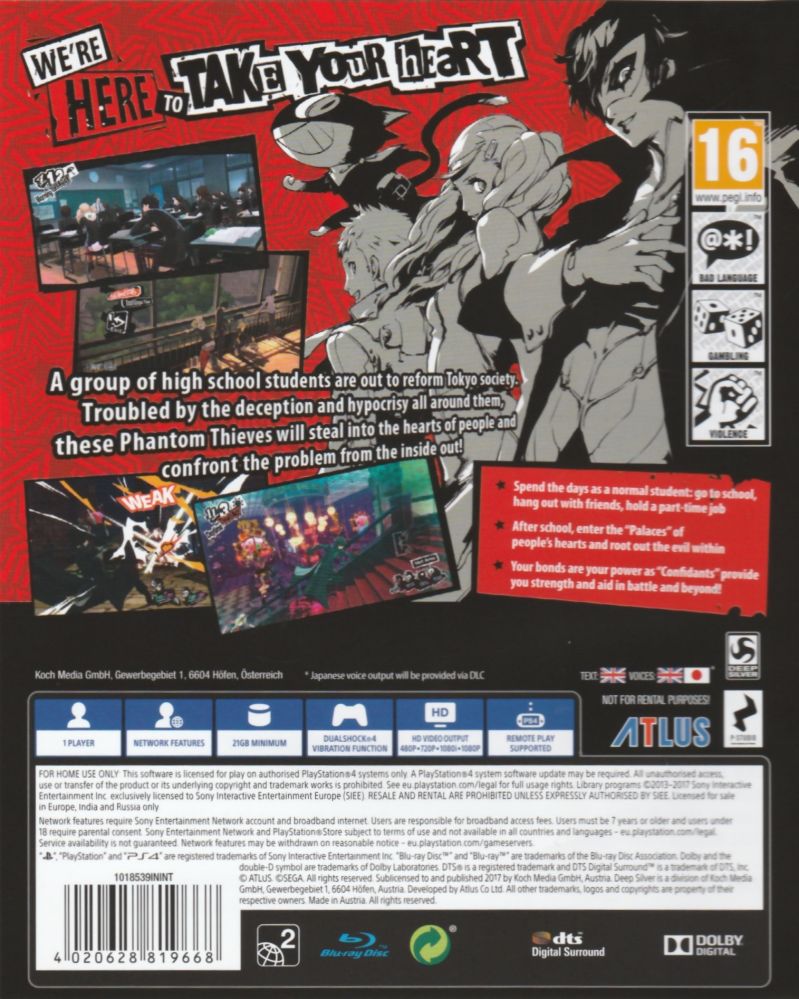 WE'RE
HERE TO TAKE YOUR HEART
16
www.pegi.info
BAD LANGUAGE
GAMBLING
VIOLENCE
A group of high school students are out to reform Tokyo society.
Troubled by the deception and hypocrisy all around them,
these Phantom Thieves will steal into the hearts of people and
confront the problem from the inside out!
WEAK
★ Spend the days as a normal student: go to school,
hang out with friends, hold a part-time job
★ After school, enter the "Palaces" of
people's hearts and root out the evil within
★ Your bonds are your power as "Confidants" provide
you strength and aid in battle and beyond!
DEEP
SILVER
Koch Media GmbH, Gewerbegebiet 1, 6604 Höfen, Österreich
* Japanese voice output will be provided via DLC
TEXT: VOICES: *
NOT FOR RENTAL PURPOSES!
ATLUS
P-STUDIO
1 PLAYER
NETWORK FEATURES
21GB MINIMUM
DUALSHOCK®4
VIBRATION FUNCTION
HD
HD VIDEO OUTPUT
480P•720P•1080i•1080P
PS4
REMOTE PLAY
SUPPORTED
FOR HOME USE ONLY: This software is licensed for play on authorised PlayStation®4 systems only. A PlayStation®4 system software update may be required. All unauthorised access,
use or transfer of the product or its underlying copyright and trademark works is prohibited. See eu.playstation.com/legal for full usage rights. Library programs ©2013-2017 Sony Interactive
Entertainment Inc. exclusively licensed to Sony Interactive Entertainment Europe (SIEE). RESALE AND RENTAL ARE PROHIBITED UNLESS EXPRESSLY AUTHORISED BY SIEE. Licensed for sale
in Europe, India and Russia only
Network features require Sony Entertainment Network account and broadband internet. Users are responsible for broadband access fees. Users must be 7 years or older and users under
18 require parental consent. Sony Entertainment Network and PlayStation®Store subject to terms of use and not available in all countries and languages – eu.playstation.com/legal.
Service availability is not guaranteed. Network features may be withdrawn on reasonable notice – eu.playstation.com/gameservers.
"PlayStation" and "PS4" are registered trademarks of Sony Interactive Entertainment Inc. "Blu-ray Disc™" and "Blu-ray™" are trademarks of the Blu-ray Disc Association. Dolby and the
double-D symbol are trademarks of Dolby Laboratories. DTS® is a registered trademark and DTS Digital Surround™ is a trademark of DTS, Inc.
© ATLUS. ©SEGA. All rights reserved. Sublicensed to and published 2017 by Koch Media GmbH, Austria. Deep Silver is a division of Koch Media
GmbH, Gewerbegebiet 1, 6604 Höfen, Austria. Developed by Atlus Co Ltd. All other trademarks, logos and copyrights are property of their
respective owners. Made in Austria. All rights reserved.
1018539ININT
4 020628 819668
2
Blu-ray Disc
®
dts
Digital Surround
DOLBY
DIGITAL